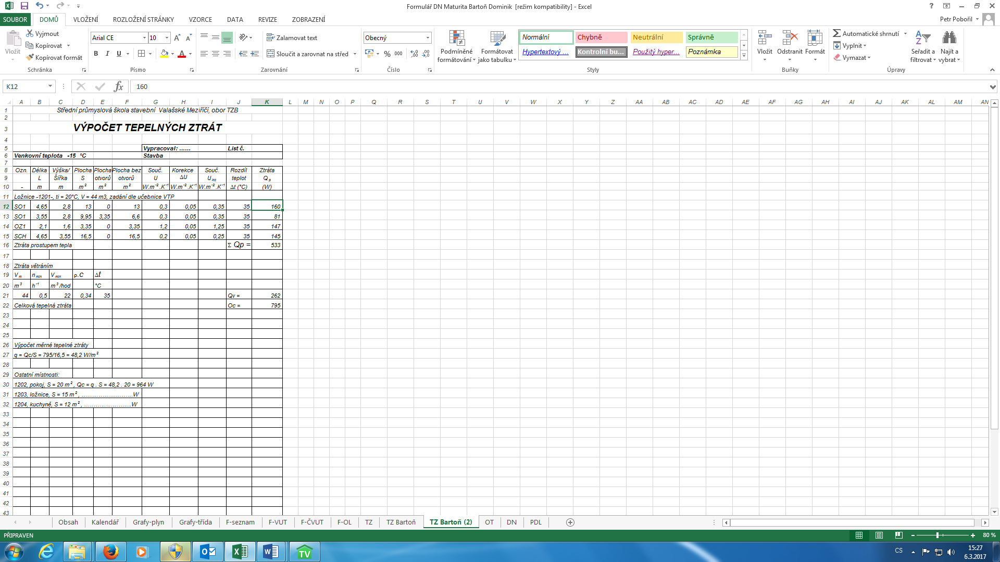 Formulář DN Maturita Bartoň Dominik  [režim kompatibility] - Excel
SOUBOR DOMŮ VLOŽENÍ ROZLOŽENÍ STRÁNKY VZORCE DATA REVIZE ZOBRAZENÍ Petr Pobořil
Vložit Vyjmout Kopírovat Kopírovat formát
Schránka
Arial CE 10
B I U A
Písmo
Zalamovat text
Sloučit a zarovnat na střed
Zarovnání
Obecný
% 000
Číslo
Podmíněné formátování Formátovat jako tabulku
Normální Chybně Neutrální Správně
Hypertextový ... Kontrolní bu... Použitý hyper... Poznámka
Styly
Vložit Odstranit Formát
Buňky
Automatické shrnutí
Vyplnit
Vymazat
Seřadit a filtrovat Najít a vybrat
Úpravy
K12 fx 160
A B C D E F G H I J K L M N O P Q R S T U V W X Y Z AA AB AC AD AE AF AG AH AI AJ AK AL AM AN
1 Střední průmyslová škola stavební  Valašské Meziříčí, obor TZB
2
3 VÝPOČET TEPELNÝCH ZTRÁT
4
5 Vypracoval: ...... List č.
6 Venkovní teplota   -15  °C Stavba
7
8 Ozn. Délka Výška/ Plocha Plocha Plocha bez Souč. Korekce Souč. Rozdíl Ztráta
9 L Šířka S otvorů otvorů U ΔU U kc teplot Q p
10 - m m m² m² m² W.m⁻².K⁻¹ W.m⁻².K⁻¹ W.m⁻².K⁻¹ Δt (°C) (W)
11 Ložnice -1201-, ti = 20°C, V = 44 m3, zadání dle učebnice VTP
12 SO1 4,65 2,8 13 0 13 0,3 0,05 0,35 35 160
13 SO1 3,55 2,8 9,95 3,35 6,6 0,3 0,05 0,35 35 81
14 OZ1 2,1 1,6 3,35 0 3,35 1,2 0,05 1,25 35 147
15 SCH 4,65 3,55 16,5 0 16,5 0,2 0,05 0,25 35 145
16 Ztráta prostupem tepla Σ Qp = 533
17
18 Ztráta větráním
19 V m n min V min ρ.C Δt
20 m³ h⁻¹ m³/hod °C
21 44 0,5 22 0,34 35 Qv = 262
22 Celková tepelná ztráta Oc = 795
23
24
25
26 Výpočet měrné tepelné ztráty
27 q = Qc/S = 795/16,5 = 48,2 W/m²
28
29 Ostatní místnosti:
30 1202, pokoj, S = 20 m², Qc = q . S = 48,2 . 20 = 964 W
31 1203, ložnice, S = 15 m², ...........................W
32 1204, kuchyně, S = 12 m², .........................W
33
34
35
36
37
38
39
40
41
42
43
Obsah Kalendář Grafy-plyn Grafy-třída F-seznam F-VUT F-ČVUT F-OL TZ TZ Bartoň TZ Bartoň (2) OT DN PDL
PŘIPRAVEN 80 %
CS 15:27
6.3.2017